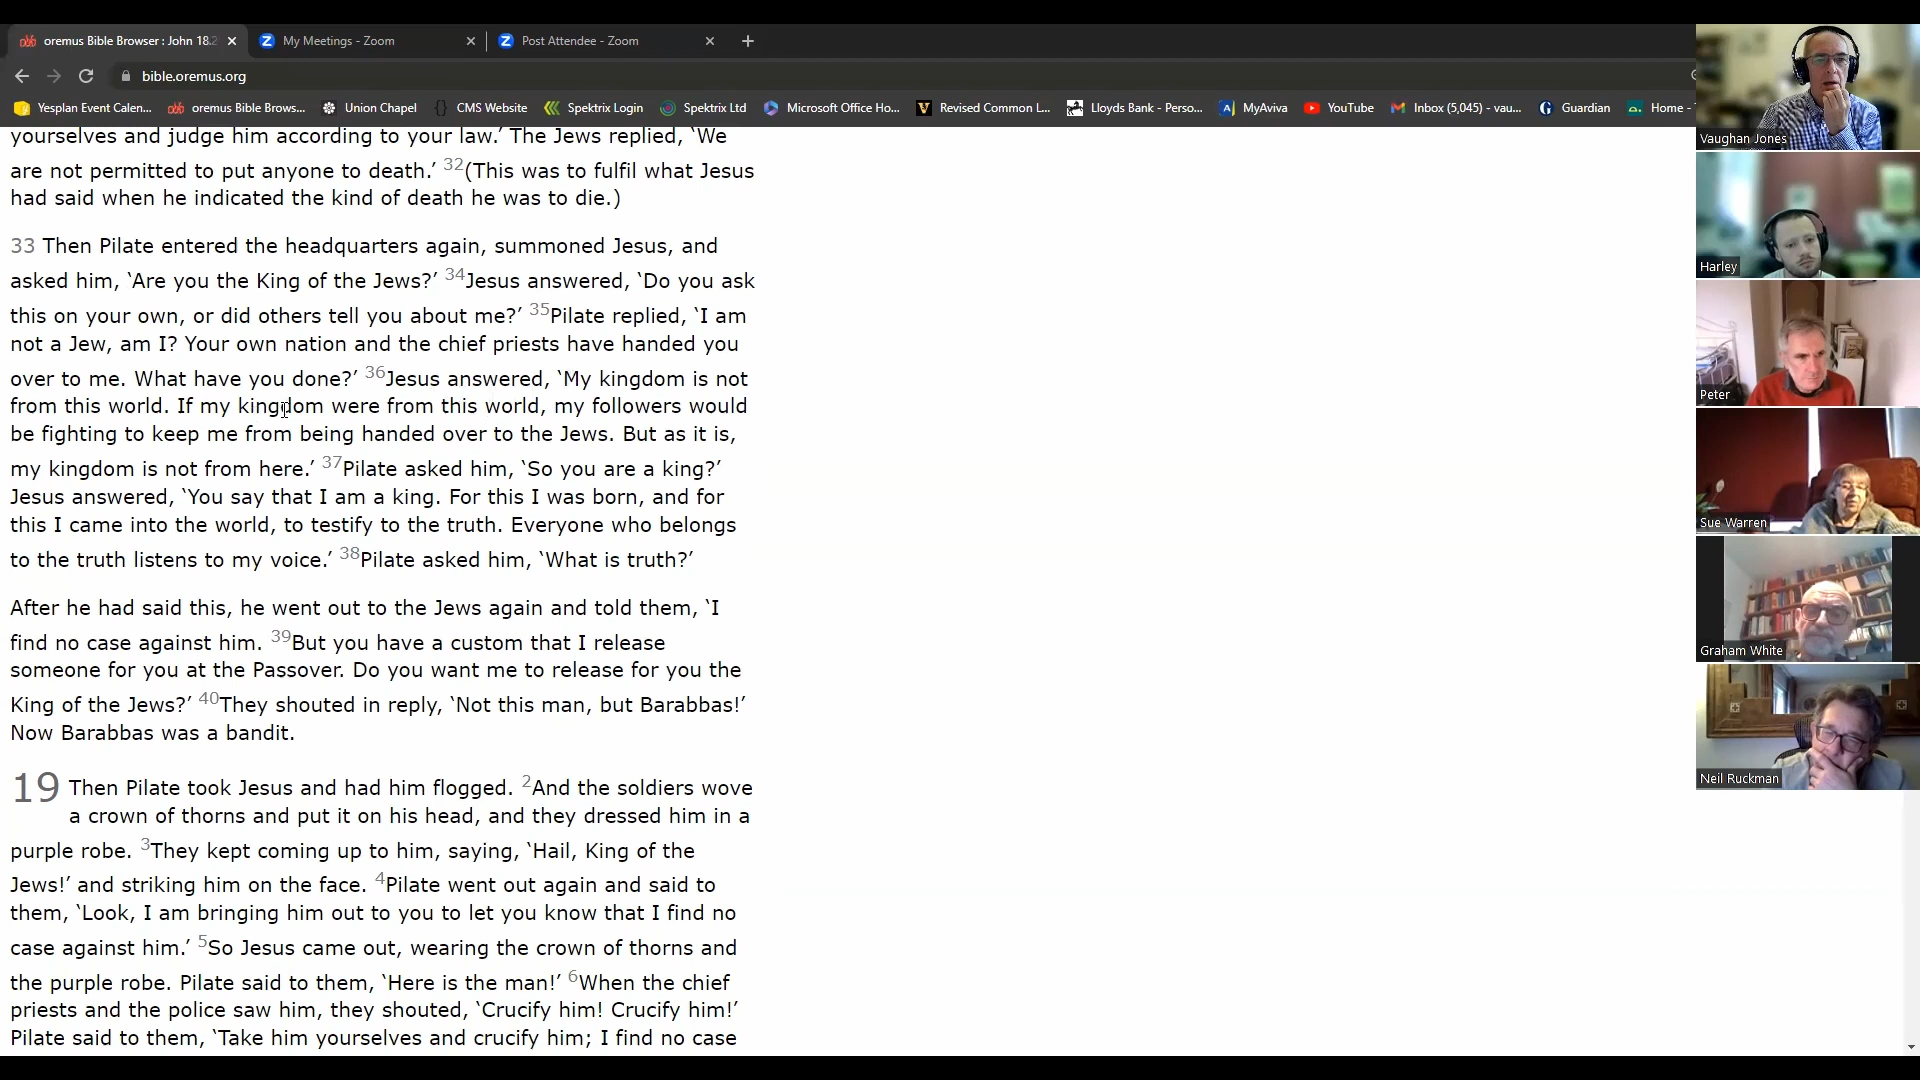 oremus Bible Browser : John 18.2
My Meetings - Zoom
Post Attendee - Zoom
bible.oremus.org
Yesplan Event Calen...
oremus Bible Brows...
Union Chapel
CMS Website
Spektrix Login
Spektrix Ltd
Microsoft Office Ho...
Revised Common L...
Lloyds Bank - Perso...
MyAviva
YouTube
Inbox (5,045) - vau...
Guardian
Home -
yourselves and judge him according to your law.’ The Jews replied, ‘We
are not permitted to put anyone to death.’ 32(This was to fulfil what Jesus
had said when he indicated the kind of death he was to die.)
33 Then Pilate entered the headquarters again, summoned Jesus, and
asked him, ‘Are you the King of the Jews?’ 34Jesus answered, ‘Do you ask
this on your own, or did others tell you about me?’ 35Pilate replied, ‘I am
not a Jew, am I? Your own nation and the chief priests have handed you
over to me. What have you done?’ 36Jesus answered, ‘My kingdom is not
from this world. If my kingdom were from this world, my followers would
be fighting to keep me from being handed over to the Jews. But as it is,
my kingdom is not from here.’ 37Pilate asked him, ‘So you are a king?’
Jesus answered, ‘You say that I am a king. For this I was born, and for
this I came into the world, to testify to the truth. Everyone who belongs
to the truth listens to my voice.’ 38Pilate asked him, ‘What is truth?’
After he had said this, he went out to the Jews again and told them, ‘I
find no case against him. 39But you have a custom that I release
someone for you at the Passover. Do you want me to release for you the
King of the Jews?’ 40They shouted in reply, ‘Not this man, but Barabbas!’
Now Barabbas was a bandit.
19 Then Pilate took Jesus and had him flogged. 2And the soldiers wove
a crown of thorns and put it on his head, and they dressed him in a
purple robe. 3They kept coming up to him, saying, ‘Hail, King of the
Jews!’ and striking him on the face. 4Pilate went out again and said to
them, ‘Look, I am bringing him out to you to let you know that I find no
case against him.’ 5So Jesus came out, wearing the crown of thorns and
the purple robe. Pilate said to them, ‘Here is the man!’ 6When the chief
priests and the police saw him, they shouted, ‘Crucify him! Crucify him!’
Pilate said to them, ‘Take him yourselves and crucify him; I find no case
Vaughan Jones
Harley
Peter
Sue Warren
Graham White
Neil Ruckman